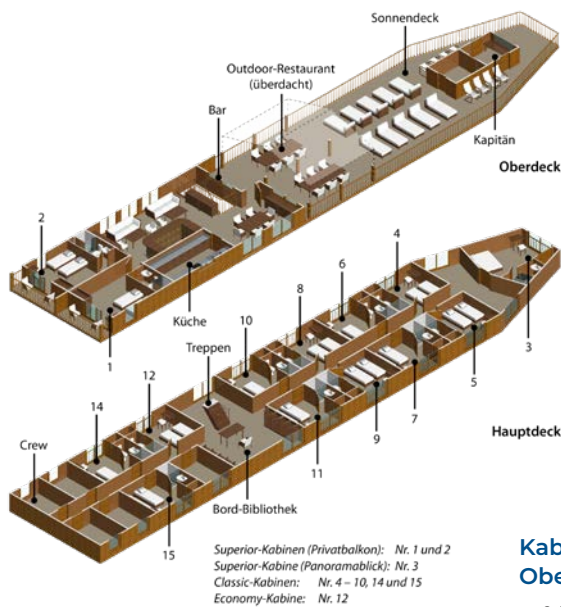 Sonnendeck
Outdoor-Restaurant
(überdacht)
Bar
Kapitän
Oberdeck
2
4
6
Küche
8
3
1
Treppen
10
5
12
7
14
9
Hauptdeck
Crew
11
Bord-Bibliothek
15
Superior-Kabinen (Privatbalkon): Nr. 1 und 2
Superior-Kabine (Panoramablick): Nr. 3
Classic-Kabinen: Nr. 4 – 10, 14 und 15
Economy-Kabine: Nr. 12
Kab
Obe